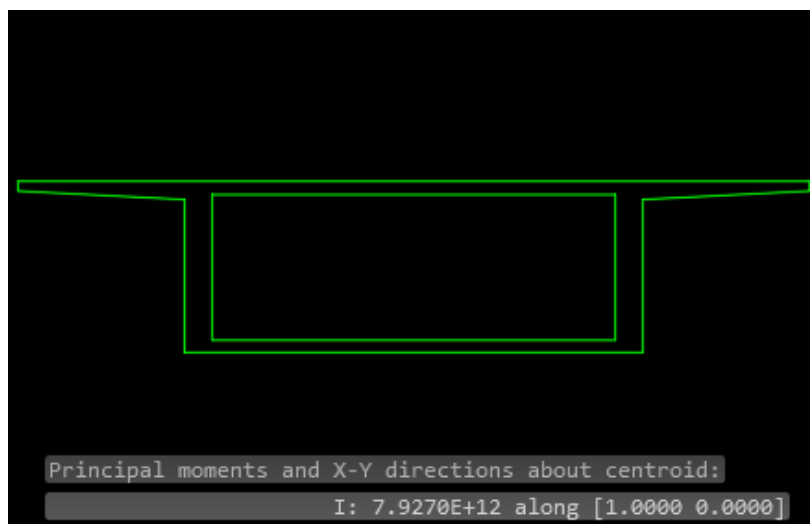 Principal moments and X-Y directions about centroid:
I: 7.9270E+12 along [1.0000 0.0000]